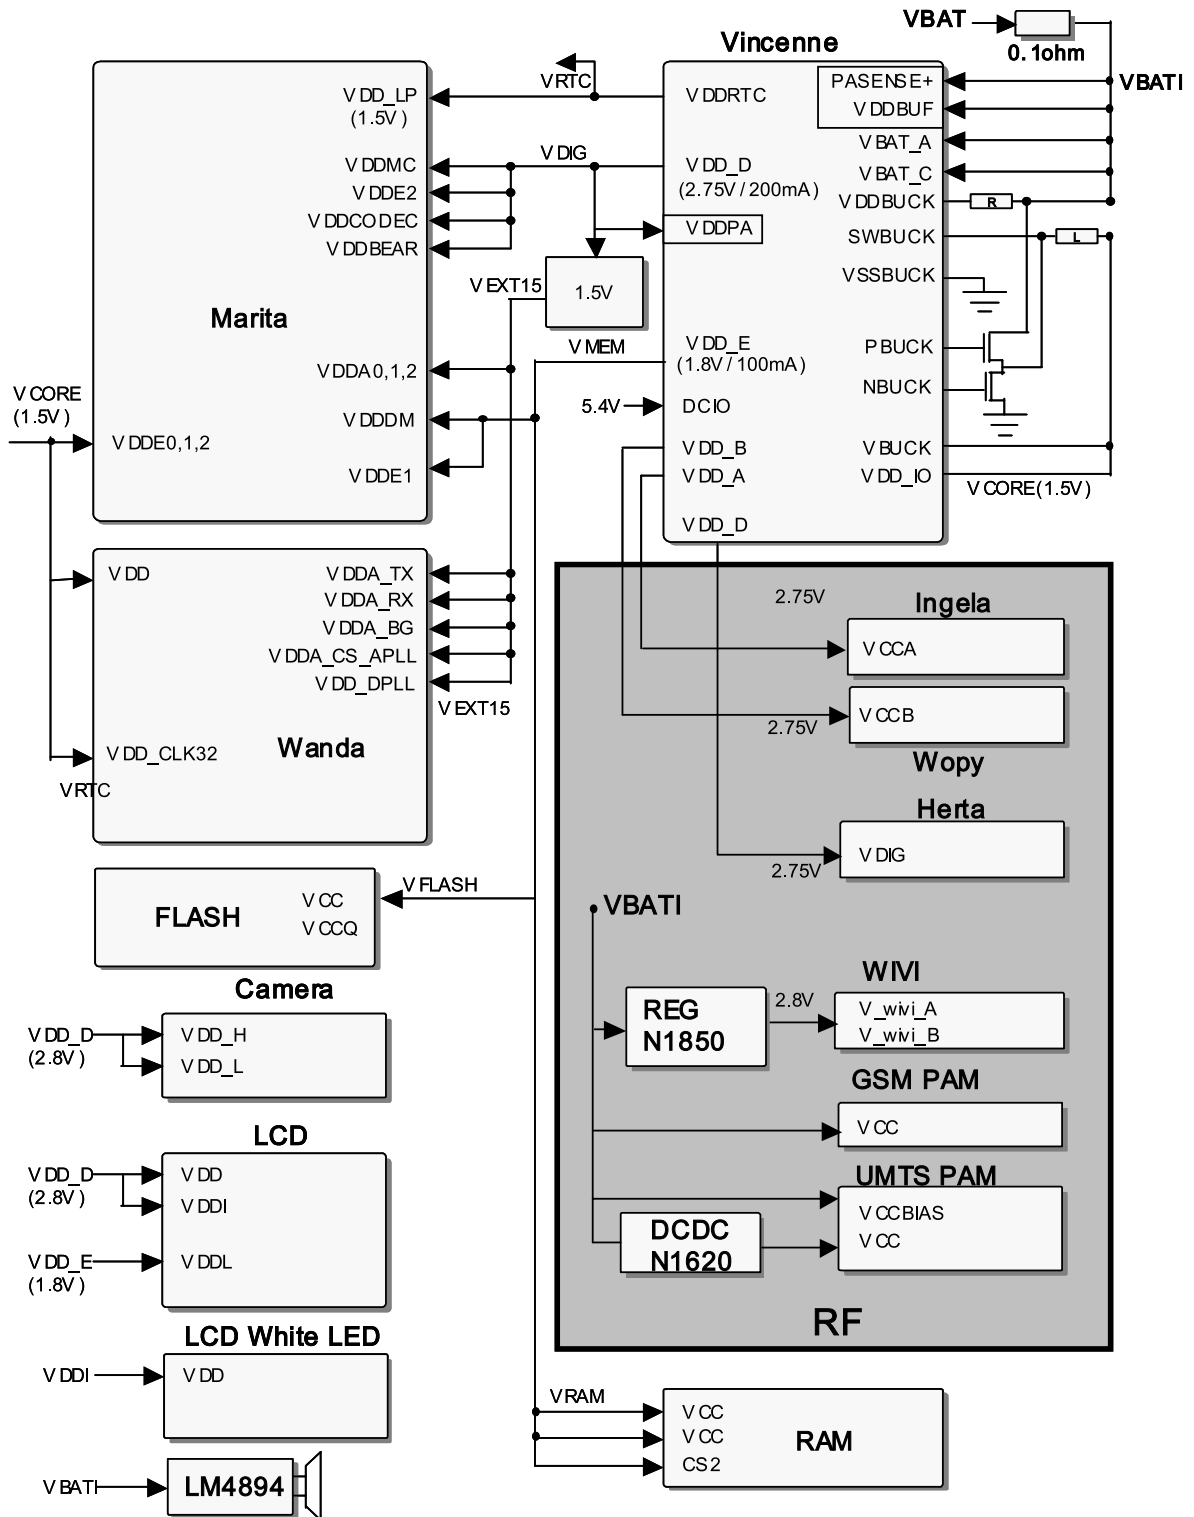 VBAT
0.1ohm
Vincenne
VBATI
PASENSE+
VDDBUF
VBAT_A
VBAT_C
VDDBUCK
R
SWBUCK
L
VSSBUCK
PBUCK
NBUCK
VBUCK
VDD_IO
VCORE(1.5V)
VRTC
VDDRTC
VDIG
VDD_D
(2.75V/200mA)
VDDPA
VEXT15
1.5V
VMEM
VDD_E
(1.8V/100mA)
5.4V
DCIO
VDD_B
VDD_A
VDD_D
VDD_LP
(1.5V)
VDDMC
VDDE2
VDDCODEC
VDDBEAR
Marita
VDDA0,1,2
VDDDM
VDDE1
VCORE
(1.5V)
VDDE0,1,2
VDD
VDDA_TX
VDDA_RX
VDDA_BG
VDDA_CS_APLL
VDD_DPLL
VEXT15
Wanda
VDD_CLK32
VRTC
VFLASH
FLASH
VCC
VCCQ
Camera
VDD_D
(2.8V)
VDD_H
VDD_L
LCD
VDD_D
(2.8V)
VDD
VDDI
VDD_E
(1.8V)
VDDL
LCD White LED
VDDI
VDD
VBATI
LM4894
2.75V
Ingela
VCCA
VCCB
2.75V
Wopy
Herta
VDIG
2.75V
VBATI
WIVI
REG
N1850
2.8V
V_wivi_A
V_wivi_B
GSM PAM
VCC
UMTS PAM
VCCBIAS
VCC
DCDC
N1620
RF
VRAM
VCC
VCC
CS2
RAM